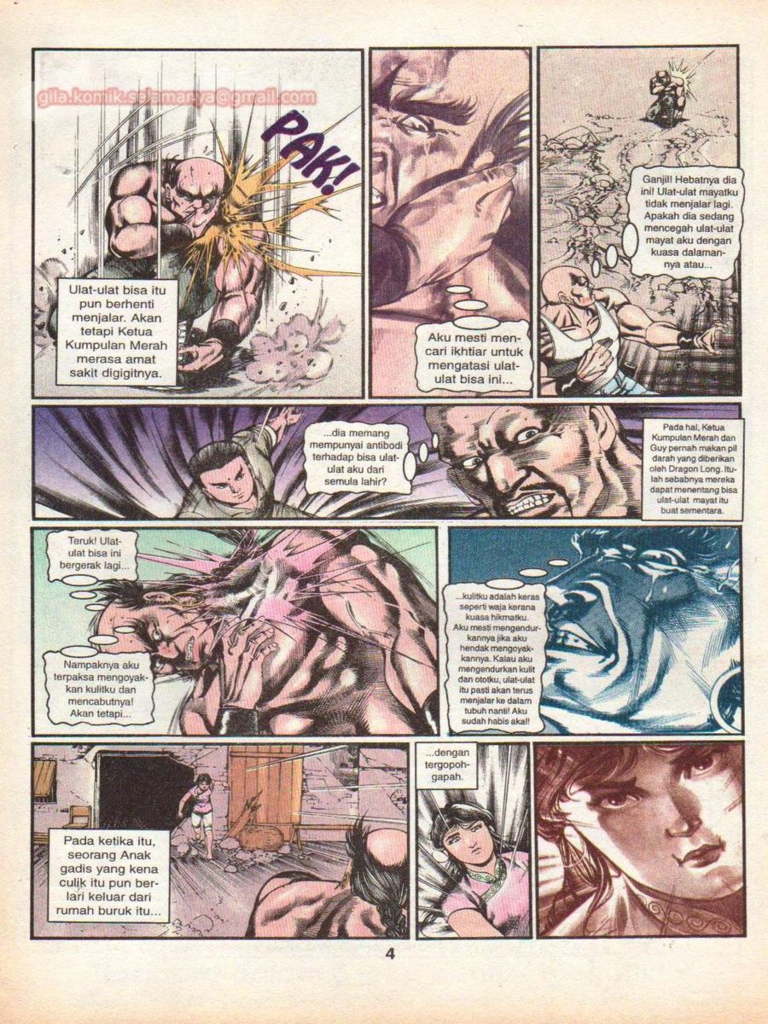 gila.komik.selamanya@gmail.com
PAK!
Ulat-ulat bisa itu
pun berhenti
menjalar. Akan
tetapi Ketua
Kumpulan Merah
merasa amat
sakit digigitnya.
Aku mesti men-
cari ikhtiar untuk
mengatasi ulat-
ulat bisa ini...
Ganjil! Hebatnya dia
ini! Ulat-ulat mayatku
tidak menjalar lagi.
Apakah dia sedang
mencegah ulat-ulat
mayat aku dengan
kuasa dalaman-
nya atau...
...dia memang
mempunyai antibodi
terhadap bisa ulat-
ulat aku dari
semula lahir?
Pada hal, Ketua
Kumpulan Merah dan
Guy pernah makan pil
darah yang diberikan
oleh Dragon Long. Itu-
lah sebabnya mereka
dapat menentang bisa
ulat-ulat mayat itu
buat sementara.
Teruk! Ulat-
ulat bisa ini
bergerak lagi...
Nampaknya aku
terpaksa mengoyak-
kan kulitku dan
mencabutnya!
Akan tetapi...
...kulitku adalah keras
seperti waja kerana
kuasa hikmatku.
Aku mesti mengendur-
kannya jika aku
hendak mengoyak-
kannya. Kalau aku
mengendurkan kulit
dan ototku, ulat-ulat
itu pasti akan terus
menjalar ke dalam
tubuh nanti! Aku
sudah habis akal!
Pada ketika itu,
seorang Anak
gadis yang kena
culik itu pun ber-
lari keluar dari
rumah buruk itu...
...dengan
tergopoh-
gapah.
4